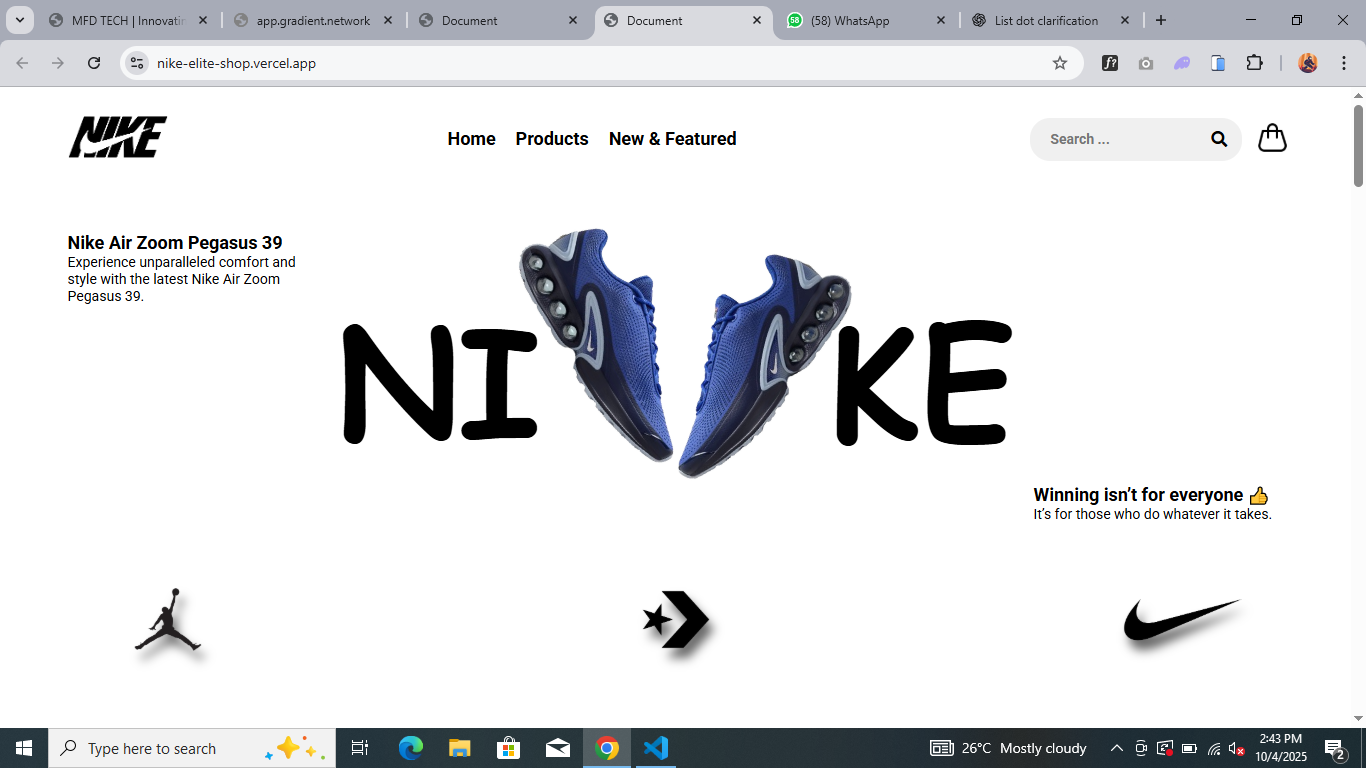 MFD TECH | Innovatin
app.gradient.network
Document
Document
(58) WhatsApp
List dot clarification
nike-elite-shop.vercel.app
NIKE
Home
Products
New & Featured
Search ...
Nike Air Zoom Pegasus 39
Experience unparalleled comfort and
style with the latest Nike Air Zoom
Pegasus 39.
NI KE
Winning isn’t for everyone 👍
It’s for those who do whatever it takes.
Type here to search
26°C Mostly cloudy
2:43 PM
10/4/2025
2